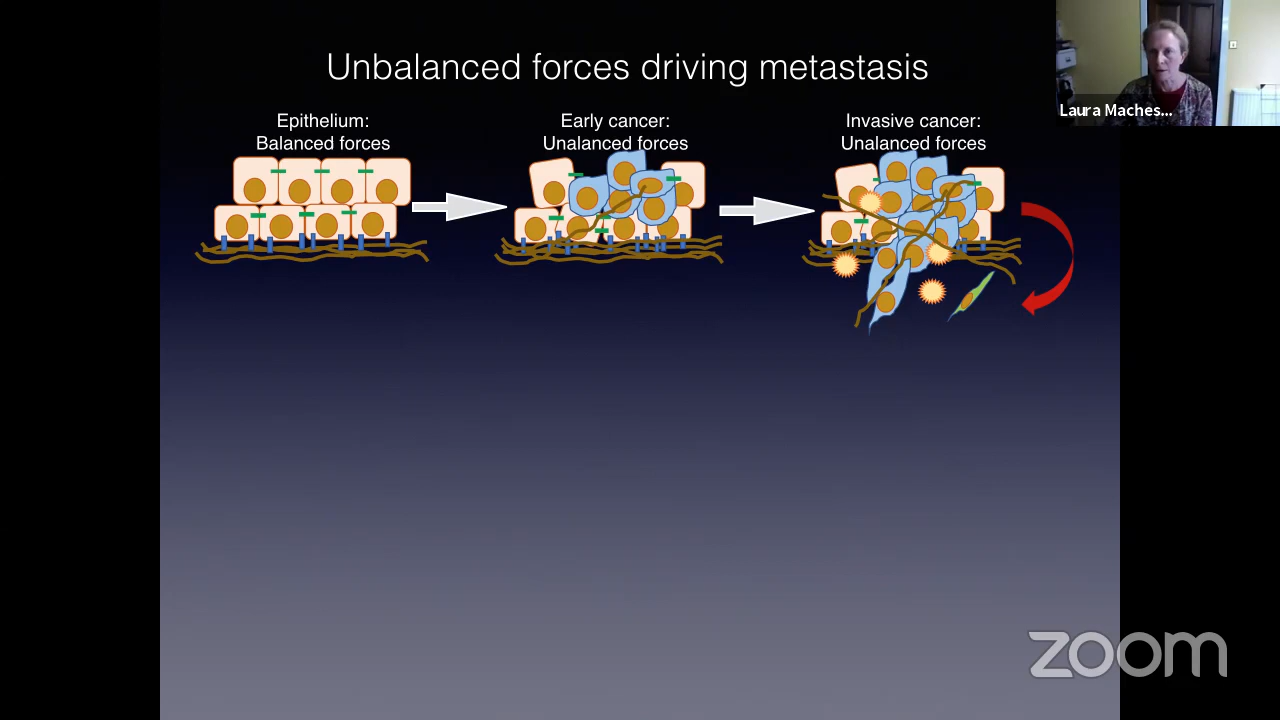 Unbalanced forces driving metastasis
Epithelium:
Balanced forces
Early cancer:
Unalanced forces
Invasive cancer:
Unalanced forces
Laura Maches...
zoom